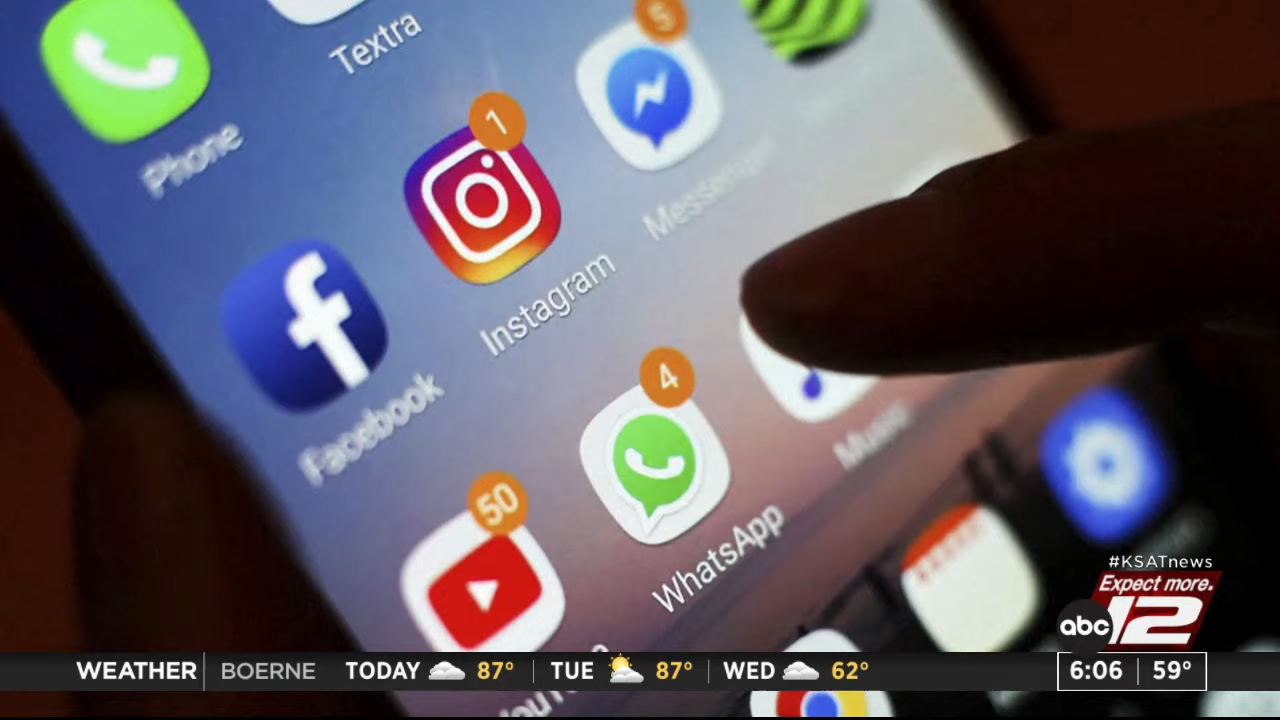 Textra
5
Phone
1
Messenger
Instagram
Facebook
4
Music
50
WhatsApp
#KSATnews
Expect more.
abc 12
WEATHER BOERNE TODAY 87° TUE 87° WED 62° 6:06 59°